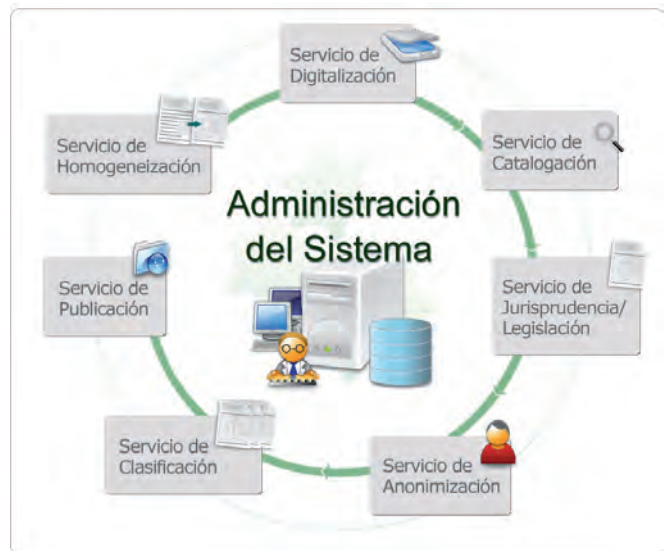 Servicio de
Digitalización
Servicio de
Homogeneización
Servicio de
Catalogación
Administración
del Sistema
Servicio de
Publicación
Servicio de
Jurisprudencia/
Legislación
Servicio de
Clasificación
Servicio de
Anonimización